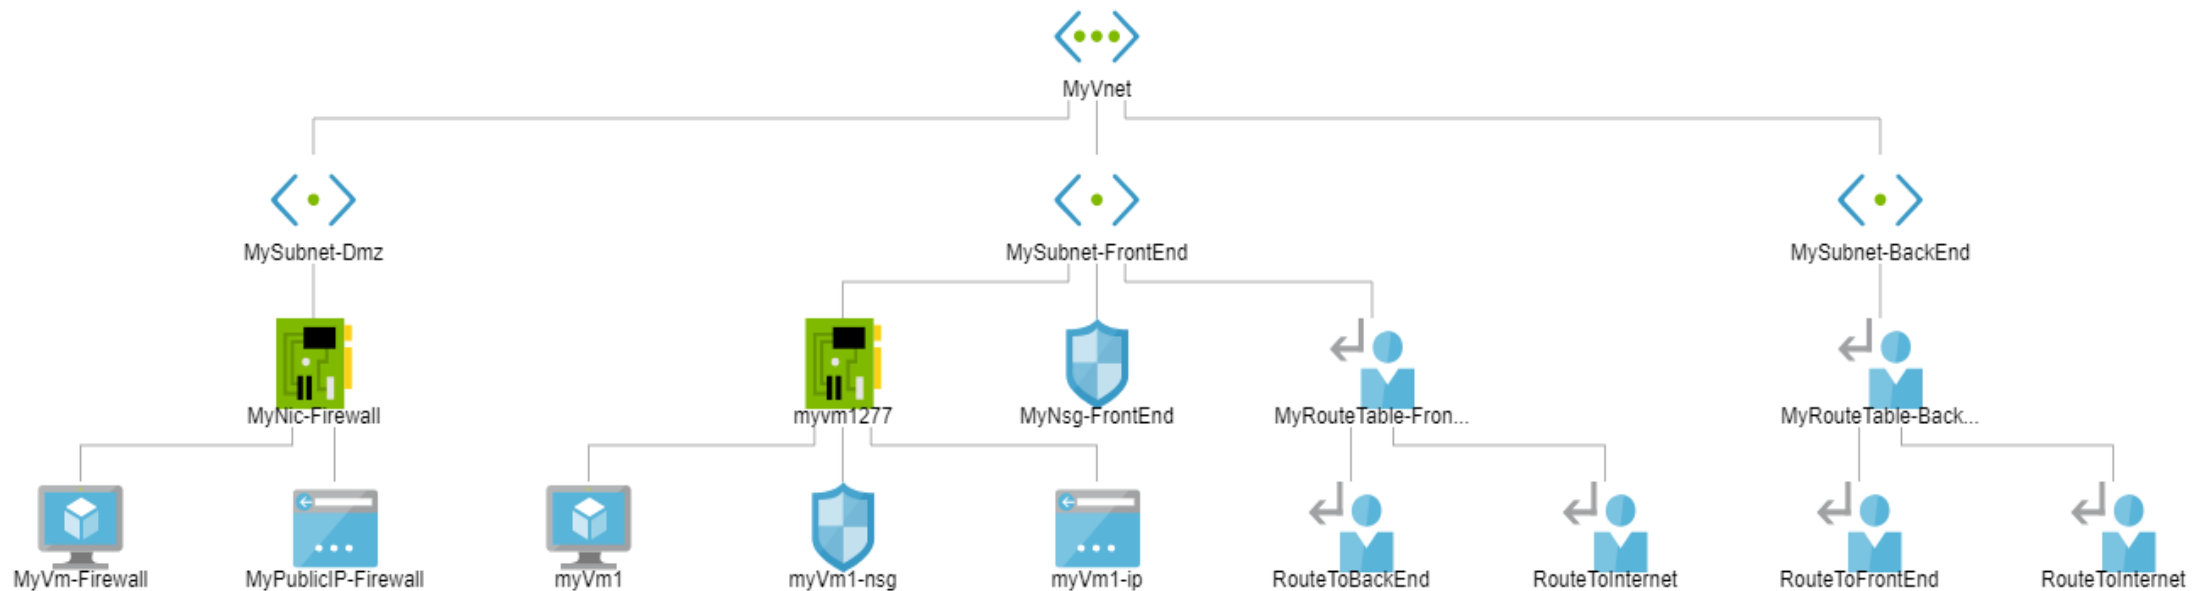 MyVnet
MySubnet-Dmz
MySubnet-FrontEnd
MySubnet-BackEnd
MyNic-Firewall
myvm1277
MyNsg-FrontEnd
MyRouteTable-Fron...
MyRouteTable-Back...
MyVm-Firewall
MyPublicIP-Firewall
myVm1
myVm1-nsg
myVm1-ip
RouteToBackEnd
RouteToInternet
RouteToFrontEnd
RouteToInternet